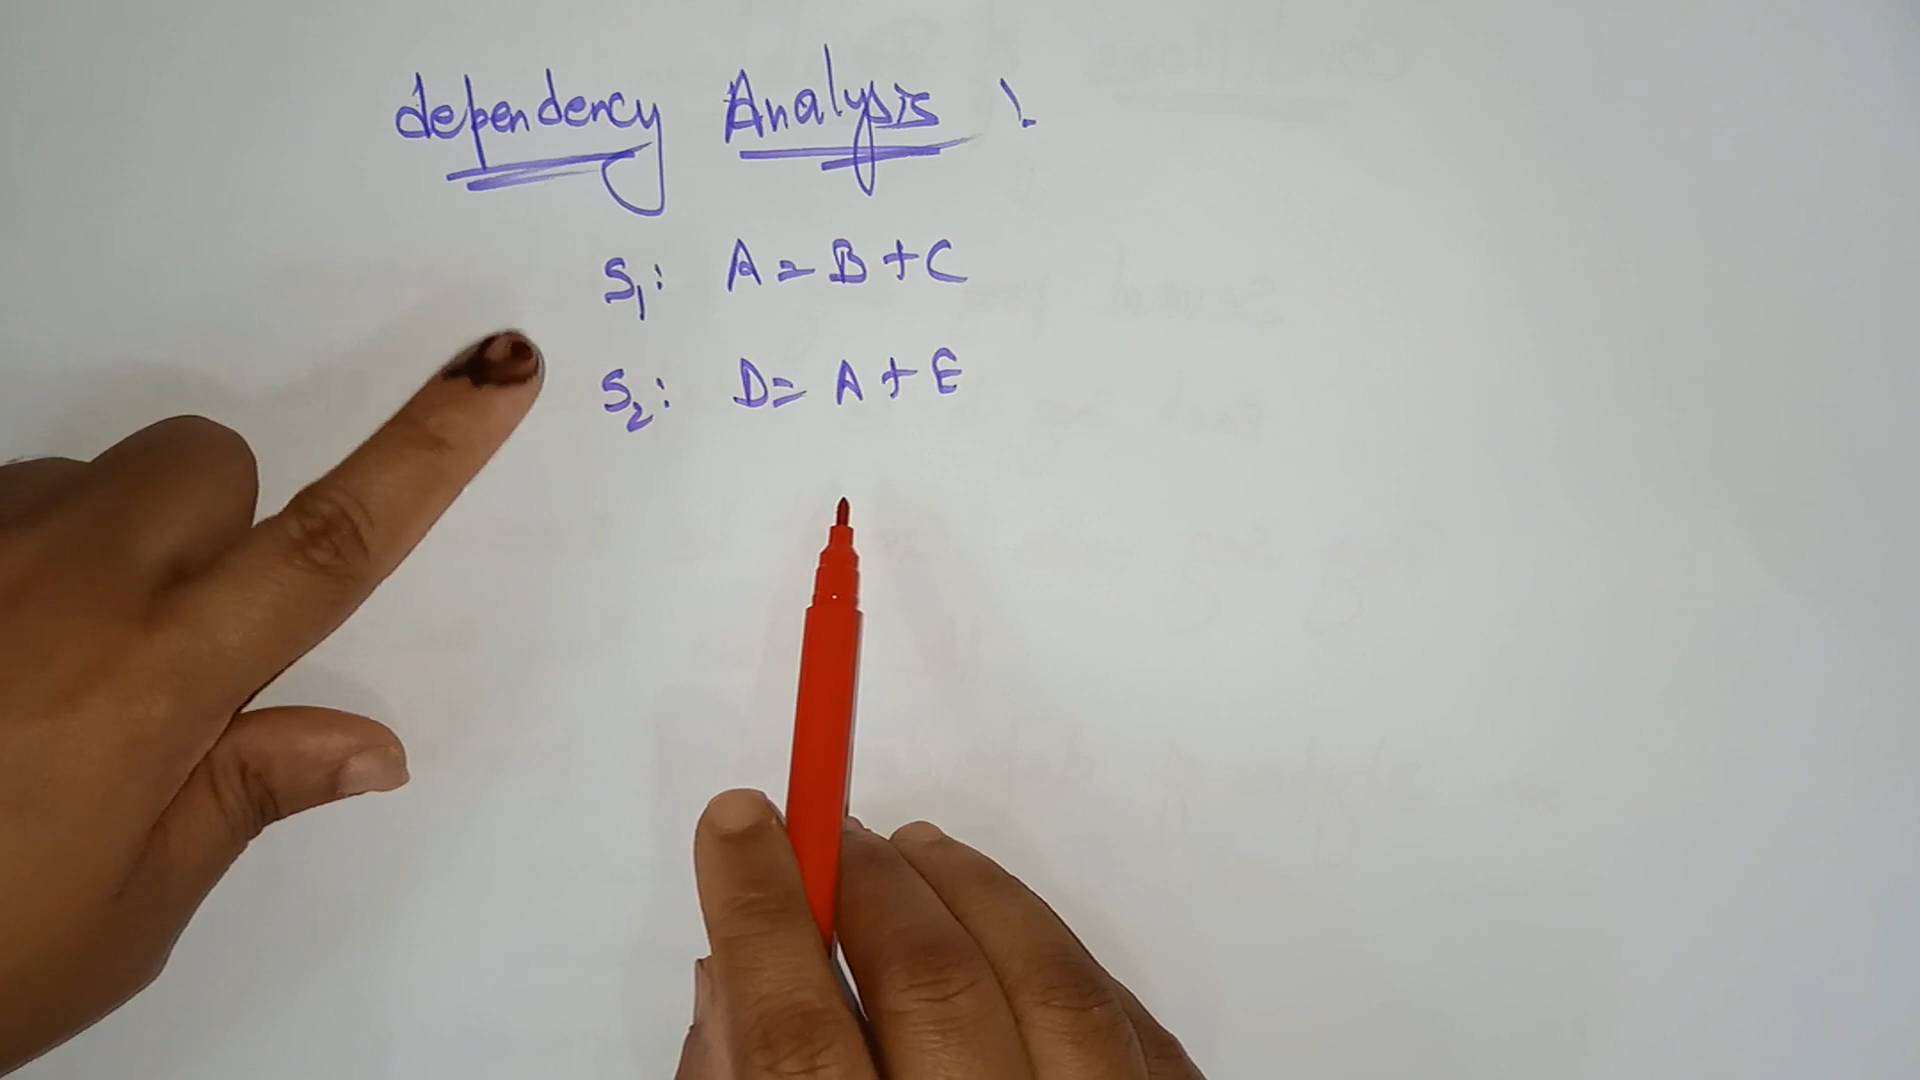 dependency Analysis :
S1: A = B + C
S2: D = A + E